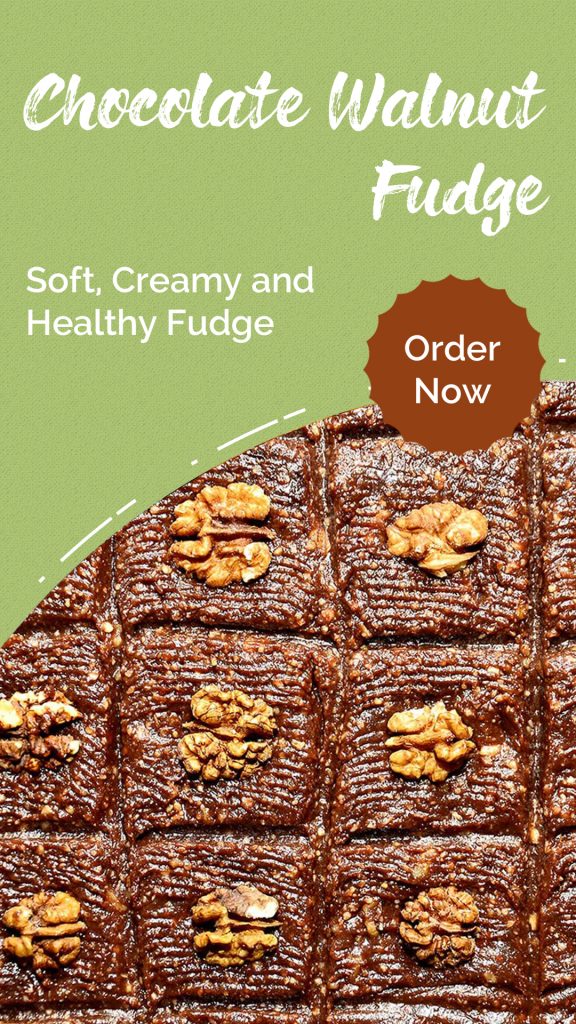 Chocolate Walnut
Fudge
Soft, Creamy and
Healthy Fudge
Order
Now